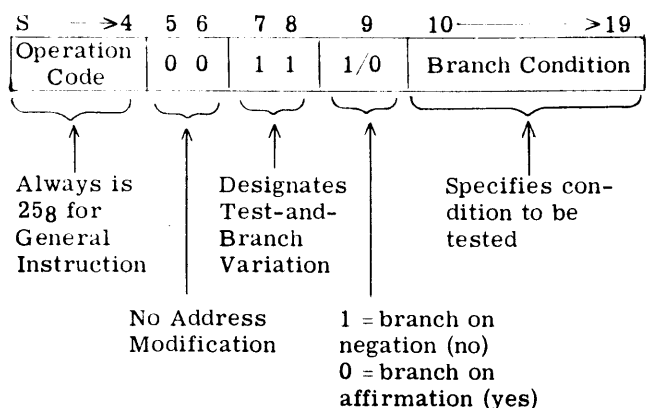 S → 4 5 6 7 8 9 10 → 19
Operation Code 0 0 1 1 1/0 Branch Condition
Always is 25₈ for General Instruction
Designates Test-and-Branch Variation
Specifies con-
dition to be
tested
No Address
Modification
1 = branch on
negation (no)
0 = branch on
affirmation (yes)